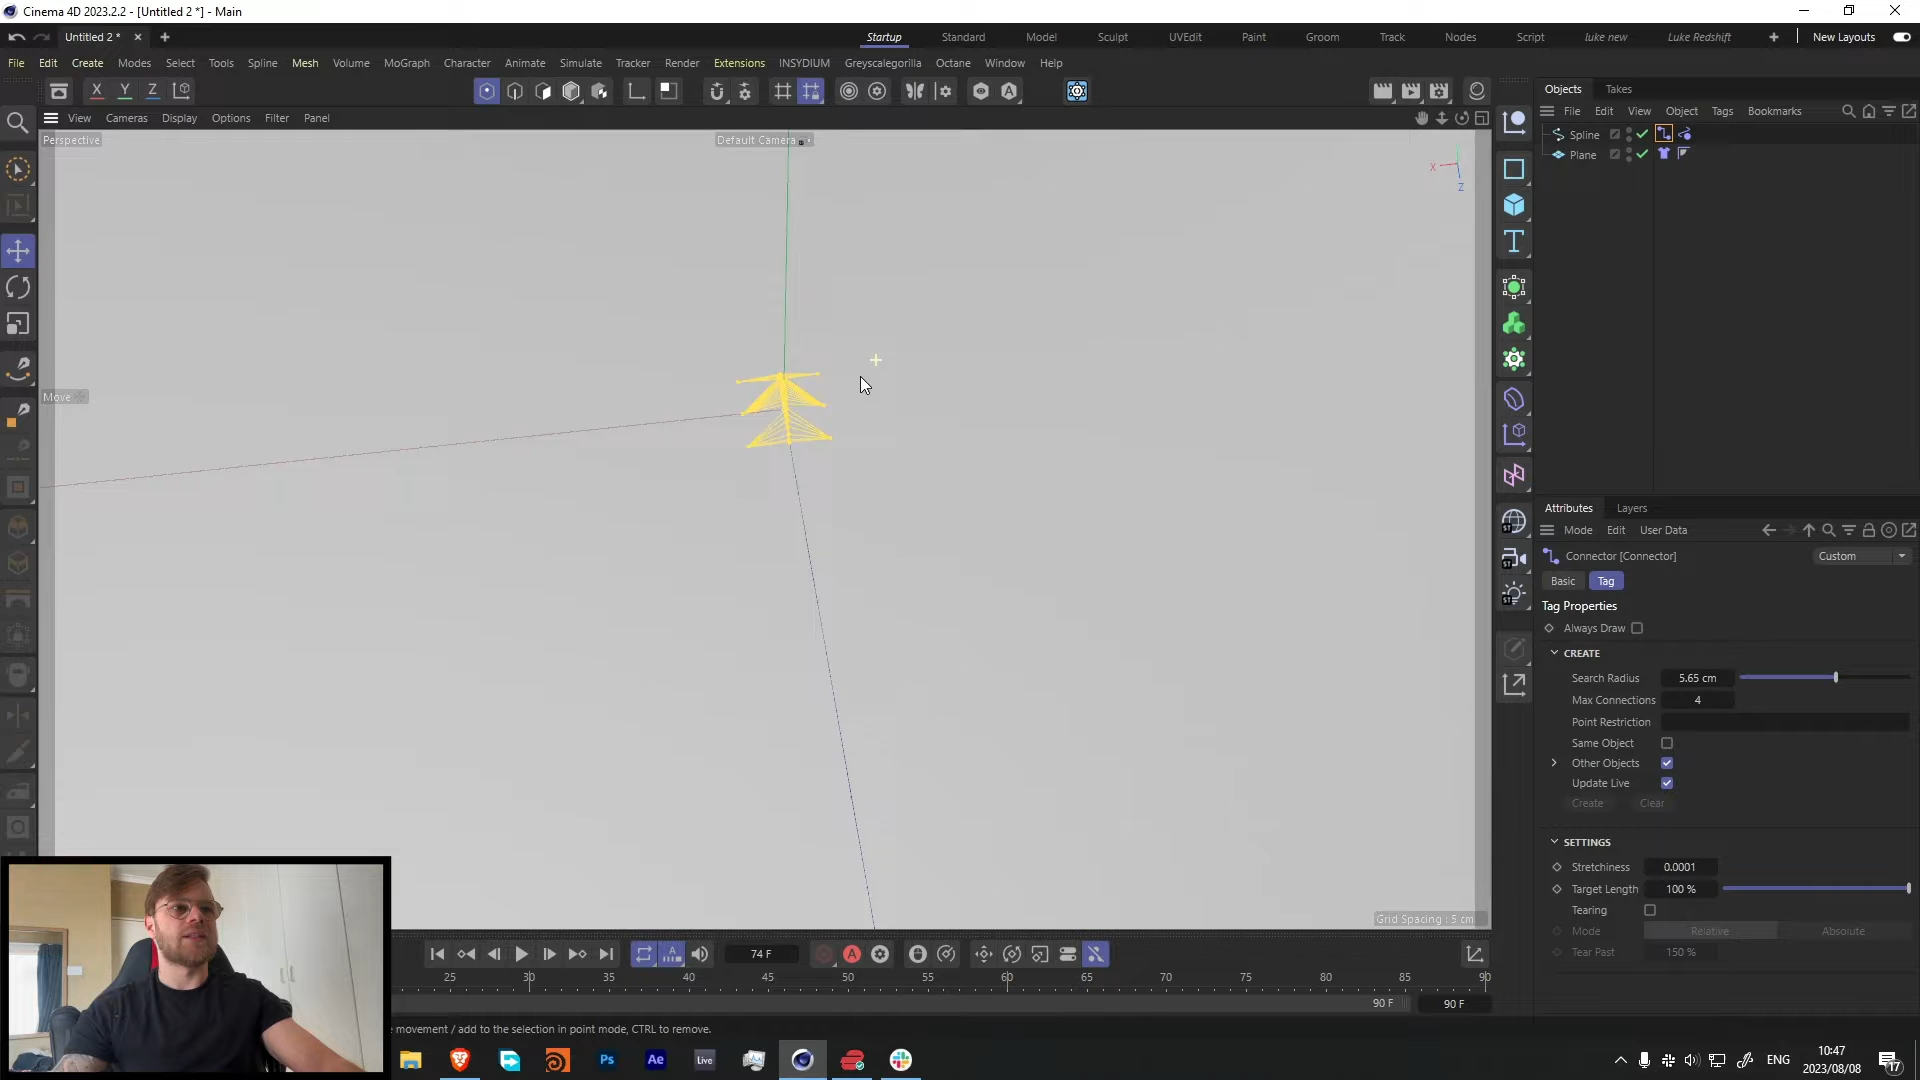 Cinema 4D 2023.2.2 - [Untitled 2 *] - Main
Untitled 2 *
Startup
Standard
Model
Sculpt
UVEdit
Paint
Groom
Track
Nodes
Script
luke new
Luke Redshift
New Layouts
File Edit Create Modes Select Tools Spline Mesh Volume MoGraph Character Animate Simulate Tracker Render Extensions INSYDIUM Greyscalegorilla Octane Window Help
X Y Z
View Cameras Display Options Filter Panel
Perspective
Default Camera
X
Z
Move
Grid Spacing : 5 cm
Objects Takes
File Edit View Object Tags Bookmarks
Spline
Plane
Attributes Layers
Mode Edit User Data
Connector [Connector]
Custom
Basic Tag
Tag Properties
Always Draw
CREATE
Search Radius 5.65 cm
Max Connections 4
Point Restriction
Same Object
Other Objects
Update Live
Create Clear
SETTINGS
Stretchiness 0.0001
Target Length 100 %
Tearing
Mode Relative Absolute
Tear Past 150 %
74 F
25 30 35 40 45 50 55 60 65 70 75 80 85 90
90 F 90 F
movement / add to the selection in point mode, CTRL to remove.
Ps Ae Live
ENG
10:47
2023/08/08
17